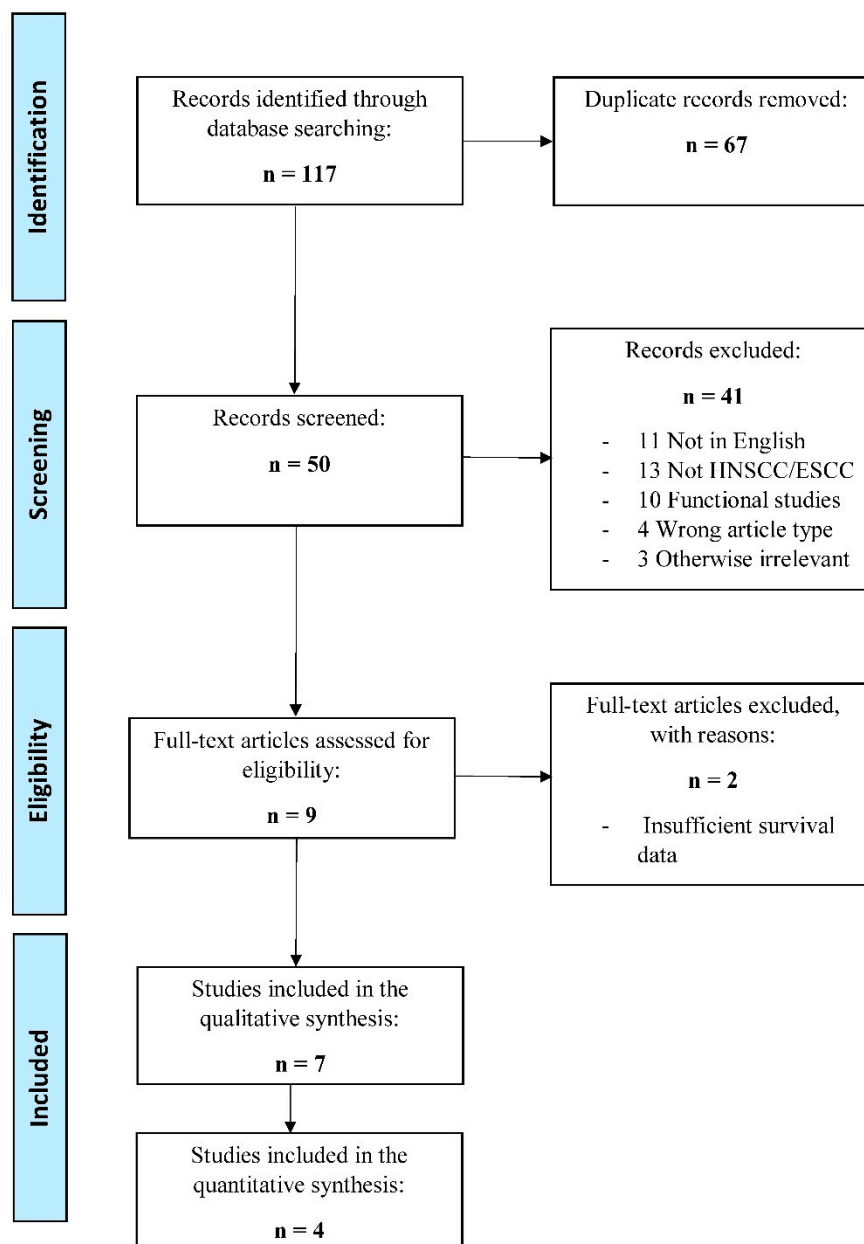 Identification
Records identified through
database searching:
n = 117
Duplicate records removed:
n = 67
Screening
Records screened:
n = 50
Records excluded:
n = 41
- 11 Not in English
- 13 Not HNSCC/ESCC
- 10 Functional studies
- 4 Wrong article type
- 3 Otherwise irrelevant
Eligibility
Full-text articles assessed for
eligibility:
n = 9
Full-text articles excluded,
with reasons:
n = 2
- Insufficient survival
data
Included
Studies included in the
qualitative synthesis:
n = 7
Studies included in the
quantitative synthesis:
n = 4